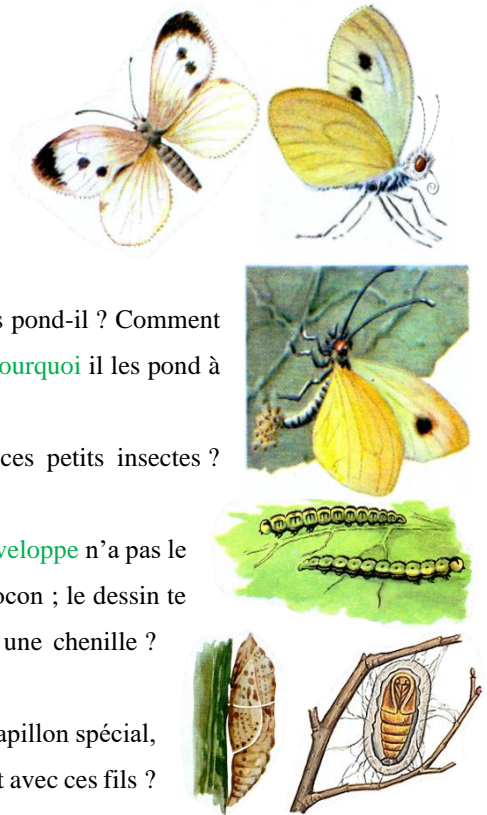 s pond-il ? Comment
ourquoi il les pond à
ces petits insectes ?
veloppe n’a pas le
ocon ; le dessin te
une chenille ?
apillon spécial,
t avec ces fils ?